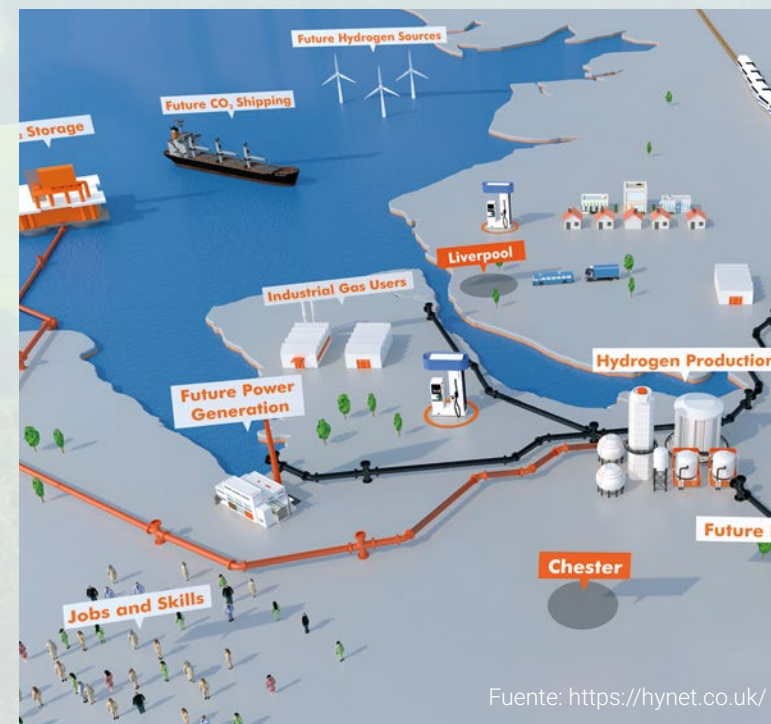 Future Hydrogen Sources
Future CO₂ Shipping
Storage
Liverpool
Industrial Gas Users
Hydrogen Production
Future Power
Generation
Future
Chester
Jobs and Skills
Fuente: https://hynet.co.uk/